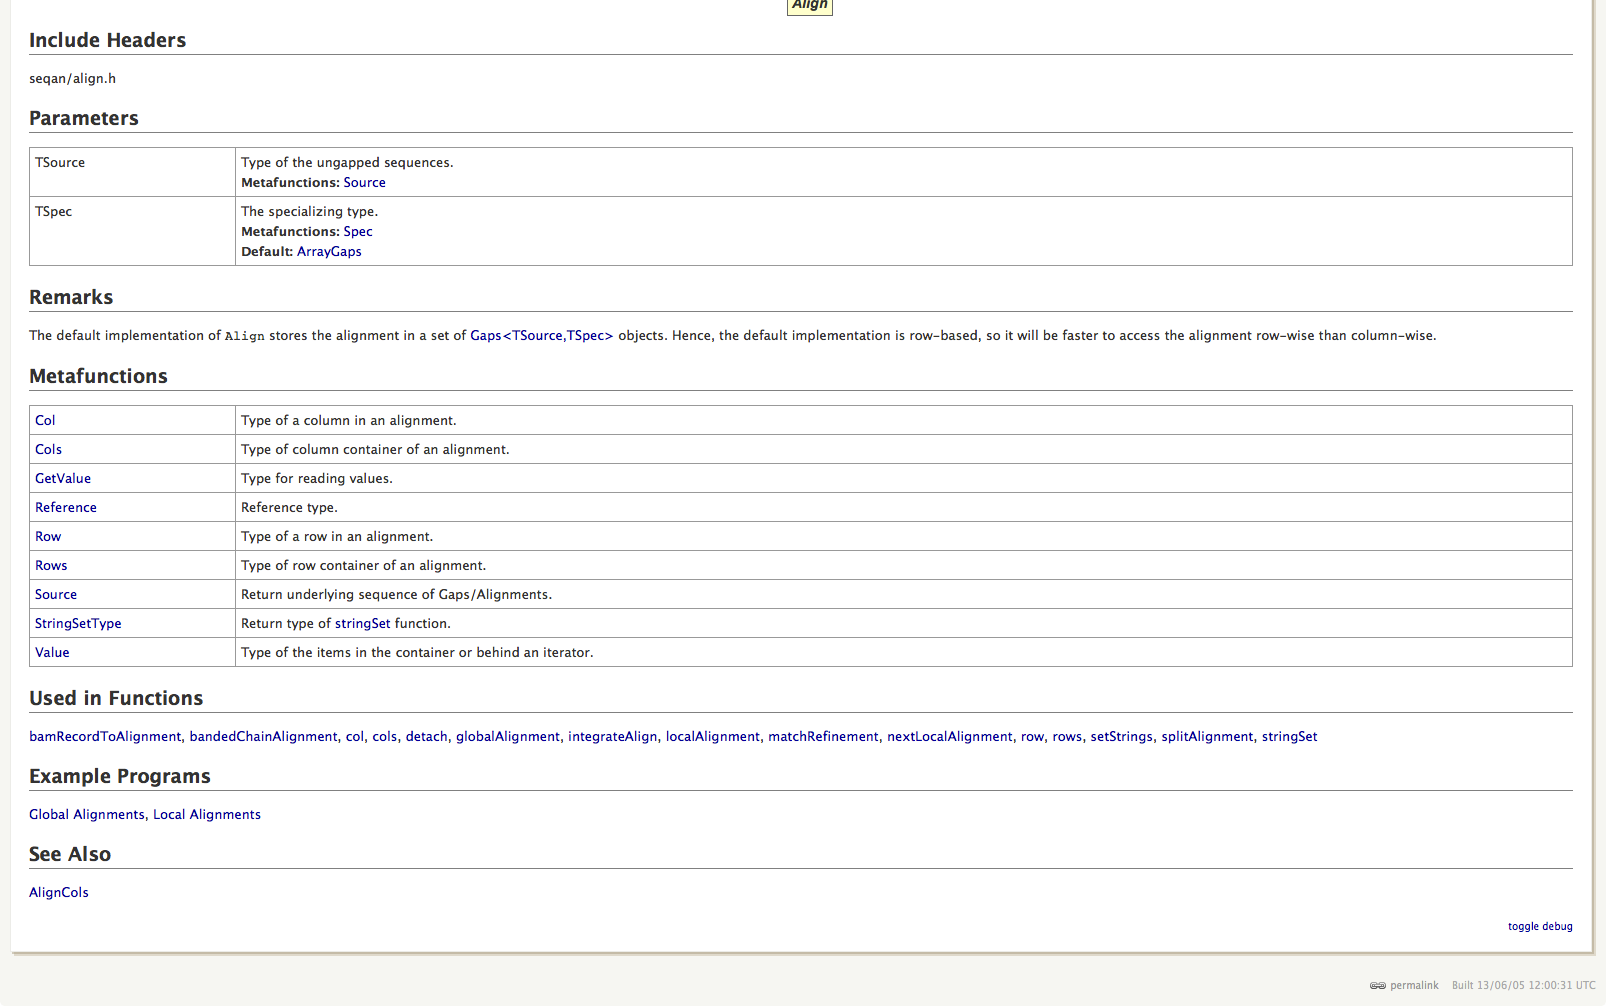 Align
Include Headers
seqan/align.h
Parameters
TSource Type of the ungapped sequences.
Metafunctions: Source
TSpec The specializing type.
Metafunctions: Spec
Default: ArrayGaps
Remarks
The default implementation of Align stores the alignment in a set of Gaps<TSource,TSpec> objects. Hence, the default implementation is row-based, so it will be faster to access the alignment row-wise than column-wise.
Metafunctions
Col Type of a column in an alignment.
Cols Type of column container of an alignment.
GetValue Type for reading values.
Reference Reference type.
Row Type of a row in an alignment.
Rows Type of row container of an alignment.
Source Return underlying sequence of Gaps/Alignments.
StringSetType Return type of stringSet function.
Value Type of the items in the container or behind an iterator.
Used in Functions
bamRecordToAlignment, bandedChainAlignment, col, cols, detach, globalAlignment, integrateAlign, localAlignment, matchRefinement, nextLocalAlignment, row, rows, setStrings, splitAlignment, stringSet
Example Programs
Global Alignments, Local Alignments
See Also
AlignCols
toggle debug
permalink Built 13/06/05 12:00:31 UTC